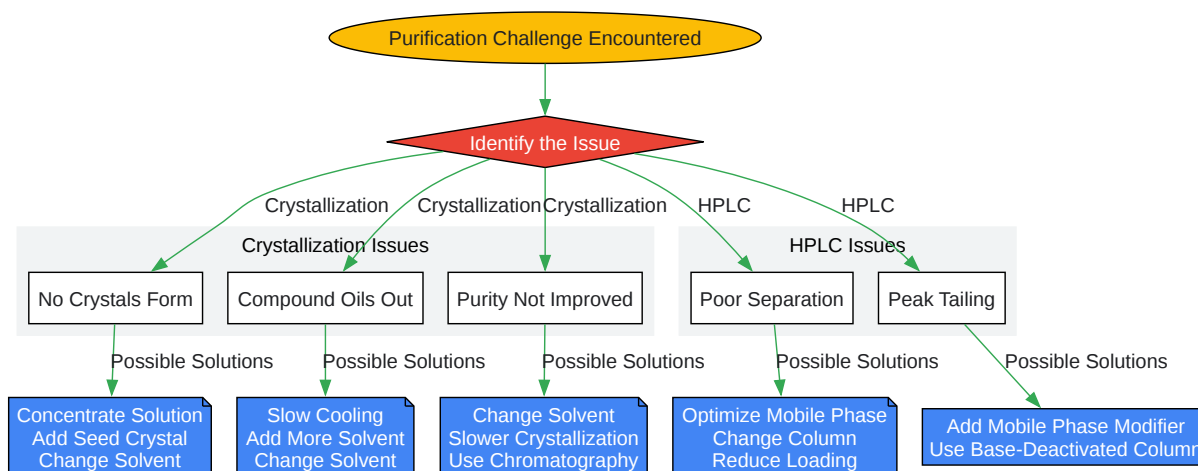 Purification Challenge Encountered
Identify the Issue
Crystallization
Crystallization
Crystallization
HPLC
HPLC
Crystallization Issues
HPLC Issues
No Crystals Form
Compound Oils Out
Purity Not Improved
Poor Separation
Peak Tailing
Possible Solutions
Possible Solutions
Possible Solutions
Possible Solutions
Possible Solutions
Concentrate Solution
Add Seed Crystal
Change Solvent
Slow Cooling
Add More Solvent
Change Solvent
Change Solvent
Slower Crystallization
Use Chromatography
Optimize Mobile Phase
Change Column
Reduce Loading
Add Mobile Phase Modifier
Use Base-Deactivated Column